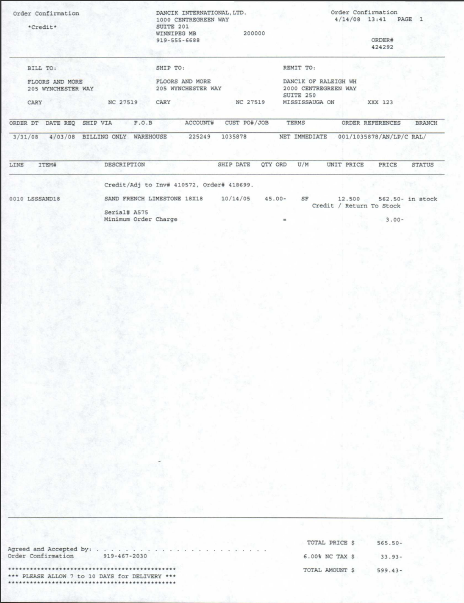 Order Confirmation DANCIK INTERNATIONAL,LTD. Order Confirmation
1000 CENTREGREEN WAY 4/14/08 13:41 PAGE 1
*Credit* SUITE 201
WINNIPEG MB 200000
919-555-6688 ORDER#
424292
BILL TO: SHIP TO: REMIT TO:
FLOORS AND MORE FLOORS AND MORE DANCIK OF RALEIGH WH
205 WYNCHESTER WAY 205 WYNCHESTER WAY 2000 CENTREGREEN WAY
SUITE 250
CARY NC 27519 CARY NC 27519 MISSISSAUGA ON XXX 123
ORDER DT DATE REQ SHIP VIA F.O.B ACCOUNT# CUST PO#/JOB TERMS ORDER REFERENCES BRANCH
3/31/08 4/03/08 BILLING ONLY WAREHOUSE 225249 1035878 NET IMMEDIATE 001/1035878/AN/LP/C RAL/
LINE ITEM# DESCRIPTION SHIP DATE QTY ORD U/M UNIT PRICE PRICE STATUS
Credit/Adj to Inv# 410572, Order# 418699.
0010 LSSSAND18 SAND FRENCH LIMESTONE 18X18 10/14/05 45.00- SF 12.500 562.50- in stock
Credit / Return To Stock
Serial# A575
Minimum Order Charge = 3.00-
TOTAL PRICE $ 565.50-
Agreed and Accepted by: . . . . . . . . . . . . . . . . . . . . . . . . .
Order Confirmation 919-467-2030 6.00% NC TAX $ 33.93-
TOTAL AMOUNT $ 599.43-
***********************************************
*** PLEASE ALLOW 7 to 10 DAYS for DELIVERY ***
***********************************************